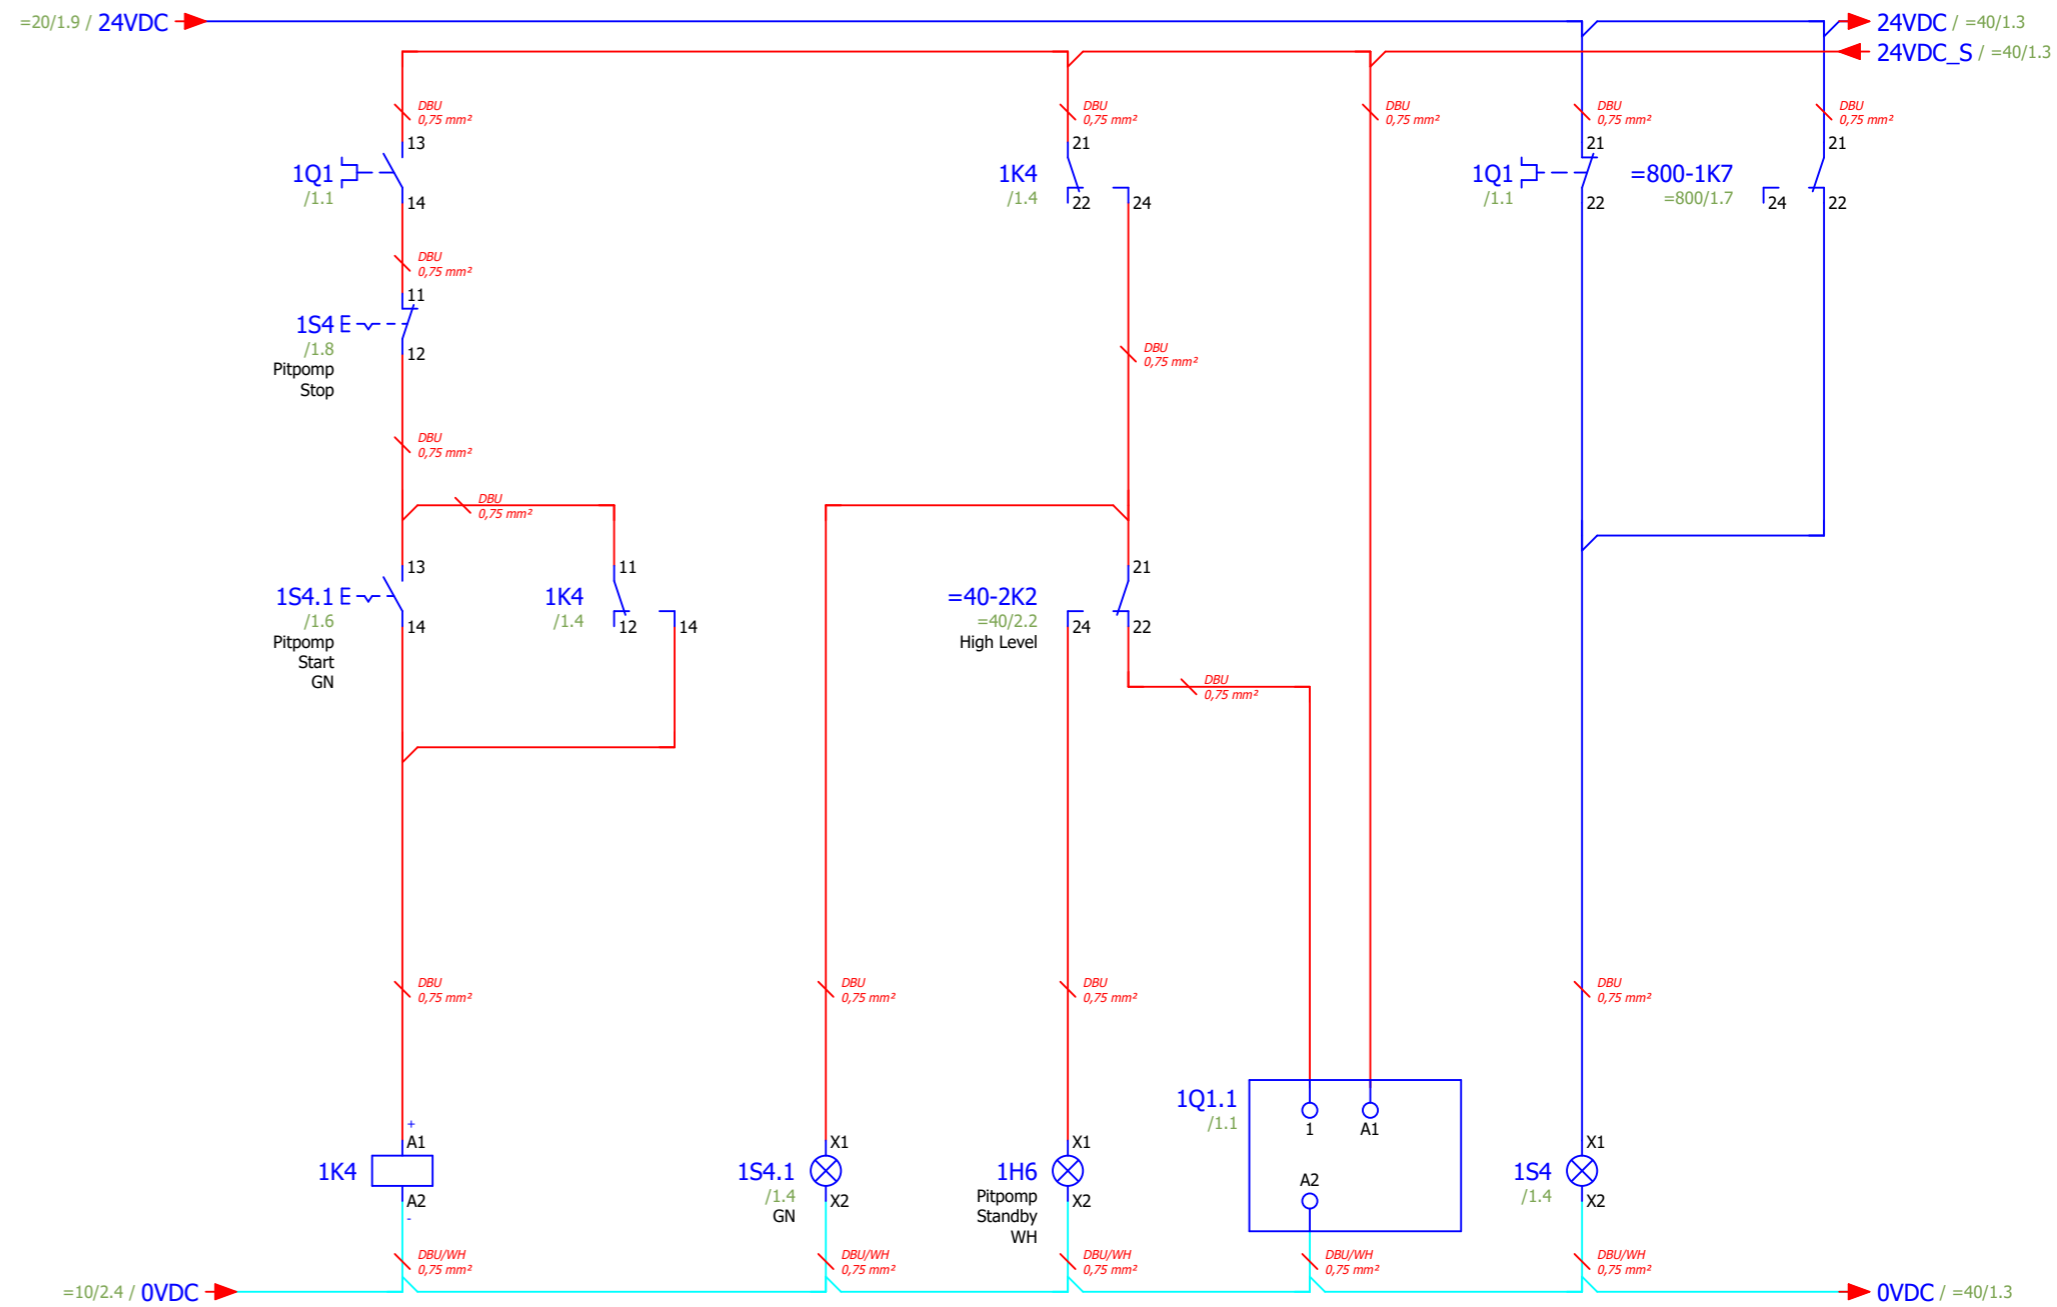 =20/1.9 / 24VDC
24VDC / =40/1.3
24VDC_S / =40/1.3
DBU
0,75 mm²
DBU
0,75 mm²
DBU
0,75 mm²
DBU
0,75 mm²
DBU
0,75 mm²
1Q1
/1.1
13
14
1K4
/1.4
21
22
24
1Q1
/1.1
21
22
=800-1K7
=800/1.7
21
24
22
DBU
0,75 mm²
1S4
/1.8
Pitpomp
Stop
11
12
DBU
0,75 mm²
DBU
0,75 mm²
DBU
0,75 mm²
1S4.1
/1.6
Pitpomp
Start
GN
13
14
1K4
/1.4
11
12
14
=40-2K2
=40/2.2
High Level
21
24
22
DBU
0,75 mm²
DBU
0,75 mm²
DBU
0,75 mm²
DBU
0,75 mm²
DBU
0,75 mm²
1K4
+
A1
A2
-
1S4.1
/1.4
GN
X1
X2
1H6
Pitpomp
Standby
WH
X1
X2
1Q1.1
/1.1
1
A1
A2
1S4
/1.4
X1
X2
DBU/WH
0,75 mm²
DBU/WH
0,75 mm²
DBU/WH
0,75 mm²
DBU/WH
0,75 mm²
DBU/WH
0,75 mm²
=10/2.4 / 0VDC
0VDC / =40/1.3